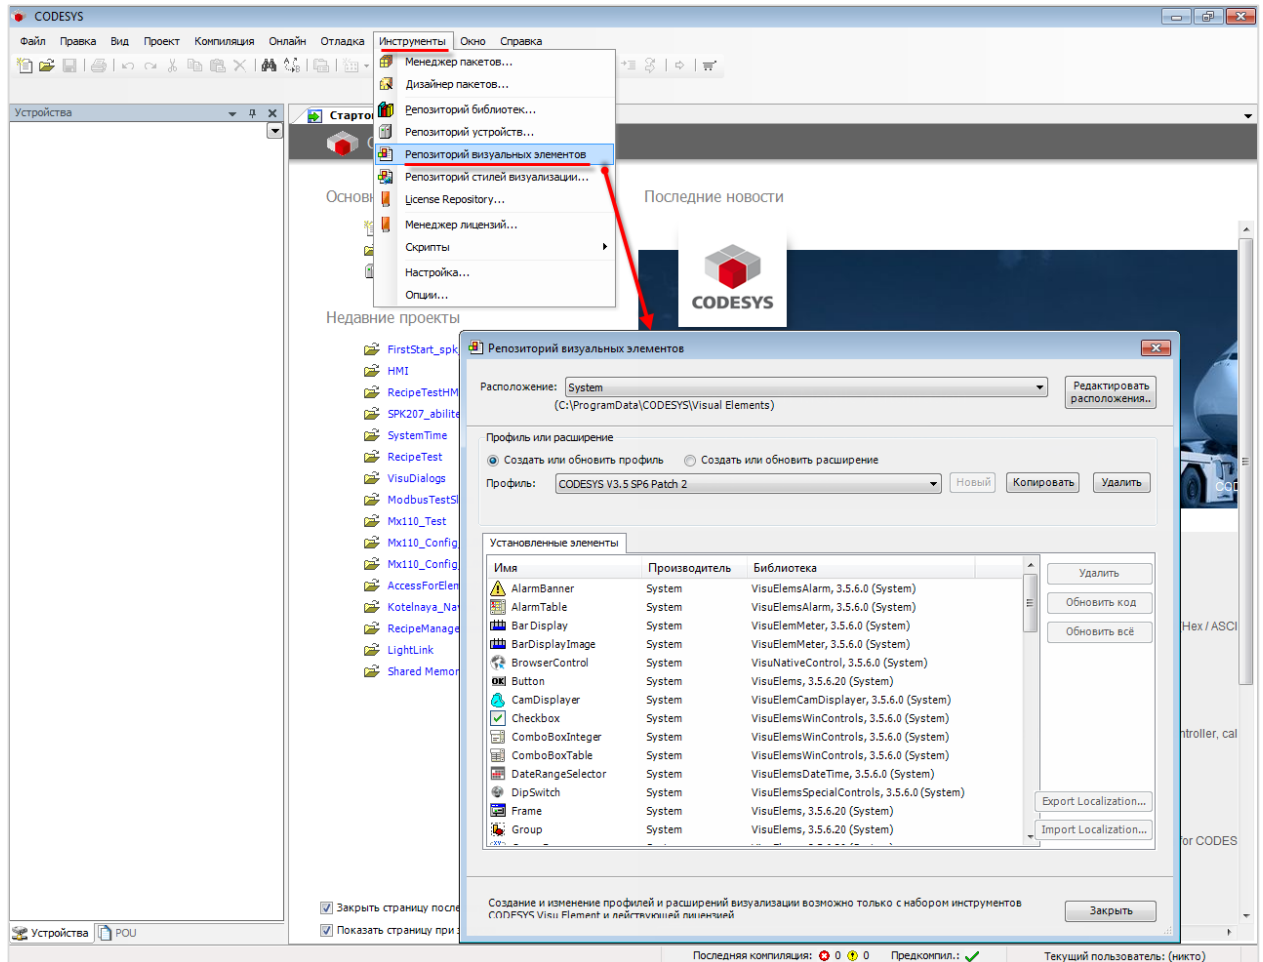 CODESYS
Файл Правка Вид Проект Компиляция Онлайн Отладка Инструменты Окно Справка
Менеджер пакетов...
Дизайнер пакетов...
Репозиторий библиотек...
Репозиторий устройств...
Репозиторий визуальных элементов
Репозиторий стилей визуализации...
License Repository...
Менеджер лицензий...
Скрипты
Настройка...
Опции...
Устройства
Последние новости
CODESYS
Недавние проекты
FirstStart_spk
HMI
RecipeTestHM
SPK207_abilite
SystemTime
RecipeTest
VisuDialogs
ModbusTestSl
Mx110_Test
Mx110_Config
Mx110_Config
AccessForElem
Kotelnaya_Na
RecipeManage
LightLink
Shared Memor
Закрыть страницу после
Показать страницу при
Репозиторий визуальных элементов
Расположение: System
(C:\ProgramData\CODESYS\Visual Elements)
Редактировать
расположения..
Профиль или расширение
Создать или обновить профиль Создать или обновить расширение
Профиль: CODESYS V3.5 SP6 Patch 2 Новый Копировать Удалить
Установленные элементы
Имя Производитель Библиотека
AlarmBanner System VisuElemsAlarm, 3.5.6.0 (System)
AlarmTable System VisuElemsAlarm, 3.5.6.0 (System)
BarDisplay System VisuElemMeter, 3.5.6.0 (System)
BarDisplayImage System VisuElemMeter, 3.5.6.0 (System)
BrowserControl System VisuNativeControl, 3.5.6.0 (System)
Button System VisuElems, 3.5.6.20 (System)
CamDisplayer System VisuElemCamDisplayer, 3.5.6.0 (System)
Checkbox System VisuElemsWinControls, 3.5.6.0 (System)
ComboBoxInteger System VisuElemsWinControls, 3.5.6.0 (System)
ComboBoxTable System VisuElemsWinControls, 3.5.6.0 (System)
DateRangeSelector System VisuElemsDateTime, 3.5.6.0 (System)
DipSwitch System VisuElemsSpecialControls, 3.5.6.0 (System)
Frame System VisuElems, 3.5.6.20 (System)
Group System VisuElems, 3.5.6.20 (System)
Удалить
Обновить код
Обновить всё
Export Localization...
Import Localization...
Создание и изменение профилей и расширений визуализации возможно только с набором инструментов
CODESYS Visu Element и действующей лицензией
Закрыть
(Hex / ASCI
ntroller, cal
for CODES
Устройства POU
Последняя компиляция: 0 0 Предкомпил.: Текущий пользователь: (никто)